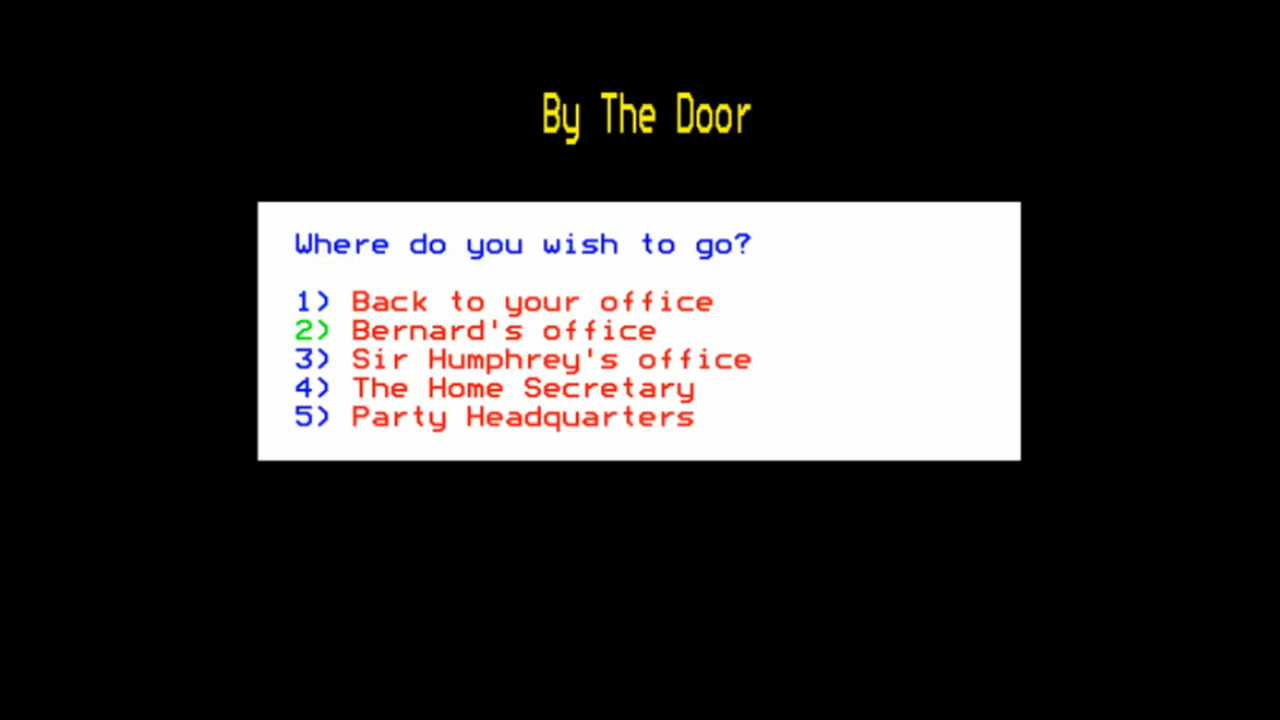 By The Door
Where do you wish to go?
1) Back to your office
2) Bernard's office
3) Sir Humphrey's office
4) The Home Secretary
5) Party Headquarters